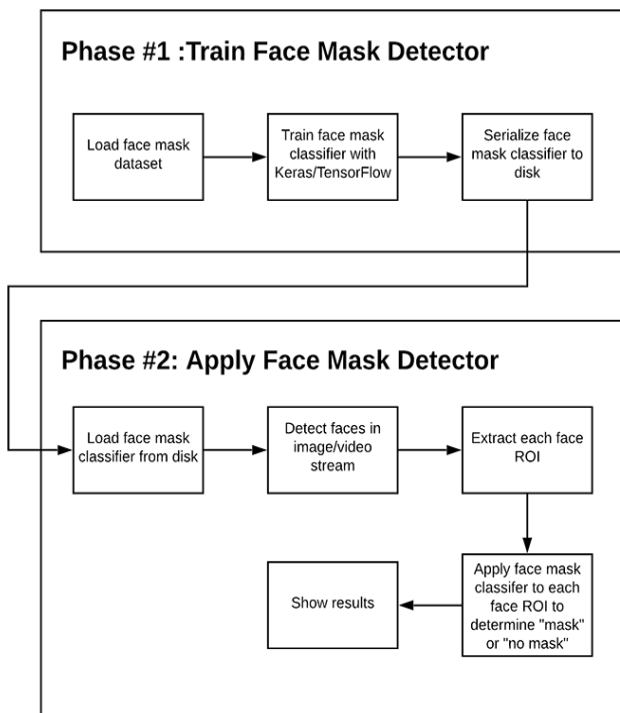 Phase #1 :Train Face Mask Detector
Load face mask
dataset
Train face mask
classifier with
Keras/TensorFlow
Serialize face
mask classifier to
disk
Phase #2: Apply Face Mask Detector
Load face mask
classifier from disk
Detect faces in
image/video
stream
Extract each face
ROI
Apply face mask
classifer to each
face ROI to
determine "mask"
or "no mask"
Show results